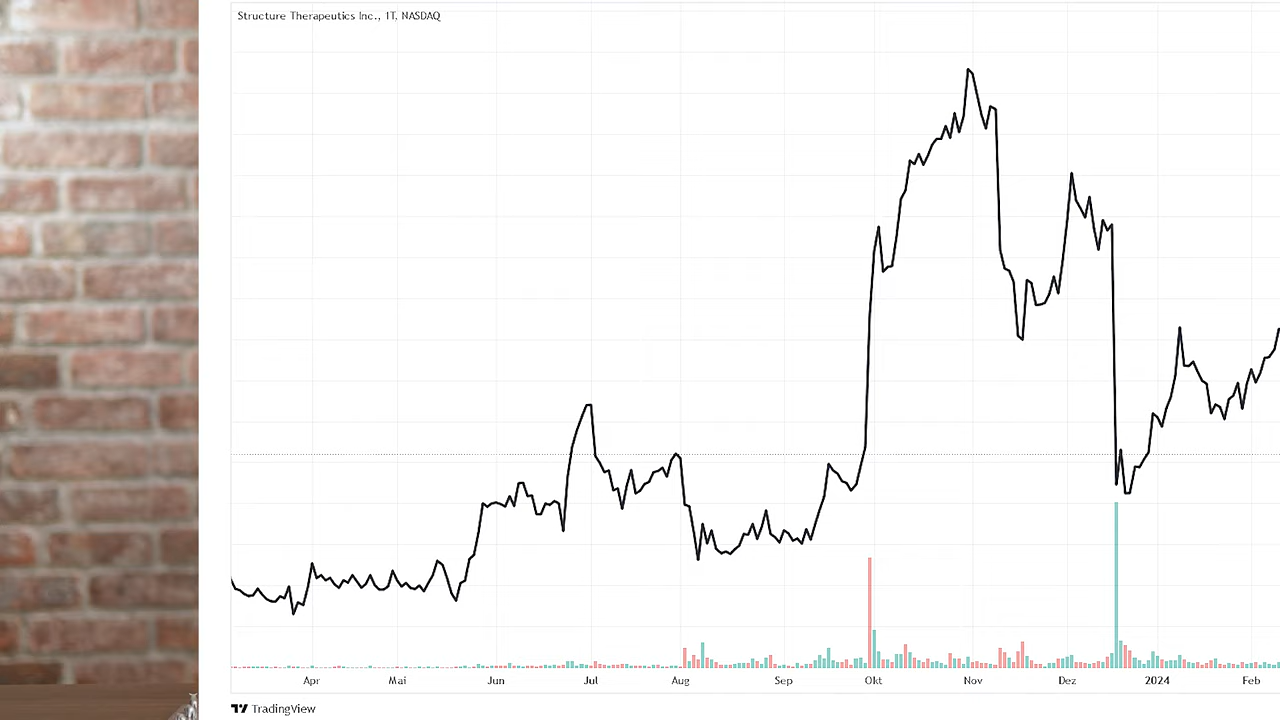 Structure Therapeutics Inc., 1T, NASDAQ
Apr Mai Jun Jul Aug Sep Okt Nov Dez 2024 Feb
TradingView